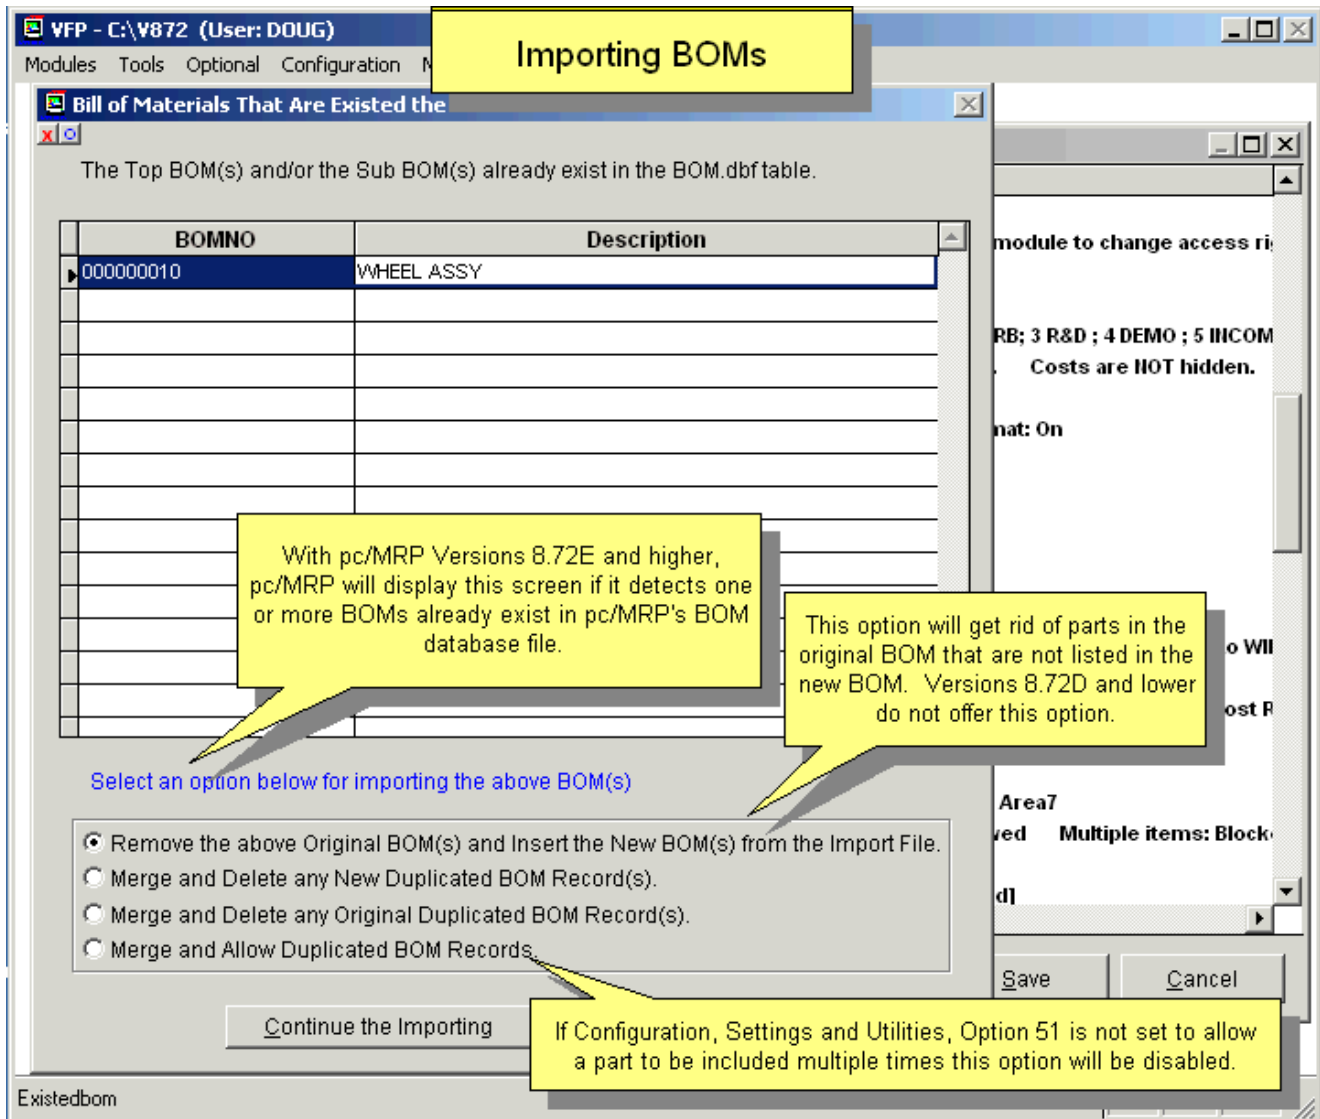 VFP - C:\V872 (User: DOUG)
Importing BOMs
Modules Tools Optional Configuration
Bill of Materials That Are Existed the
The Top BOM(s) and/or the Sub BOM(s) already exist in the BOM.dbf table.
BOMNO Description
000000010 WHEEL ASSY
module to change access
RB; 3 R&D ; 4 DEMO ; 5 INCOM
. Costs are NOT hidden.
nat: On
With pc/MRP Versions 8.72E and higher,
pc/MRP will display this screen if it detects one
or more BOMs already exist in pc/MRP's BOM
database file.
This option will get rid of parts in the
original BOM that are not listed in the
new BOM. Versions 8.72D and lower
do not offer this option.
o WI
ost R
Select an option below for importing the above BOM(s)
Area7
ved Multiple items: Block
d]
Remove the above Original BOM(s) and Insert the New BOM(s) from the Import File.
Merge and Delete any New Duplicated BOM Record(s).
Merge and Delete any Original Duplicated BOM Record(s).
Merge and Allow Duplicated BOM Records.
Save Cancel
Continue the Importing
If Configuration, Settings and Utilities, Option 51 is not set to allow
a part to be included multiple times this option will be disabled.
Existedbom